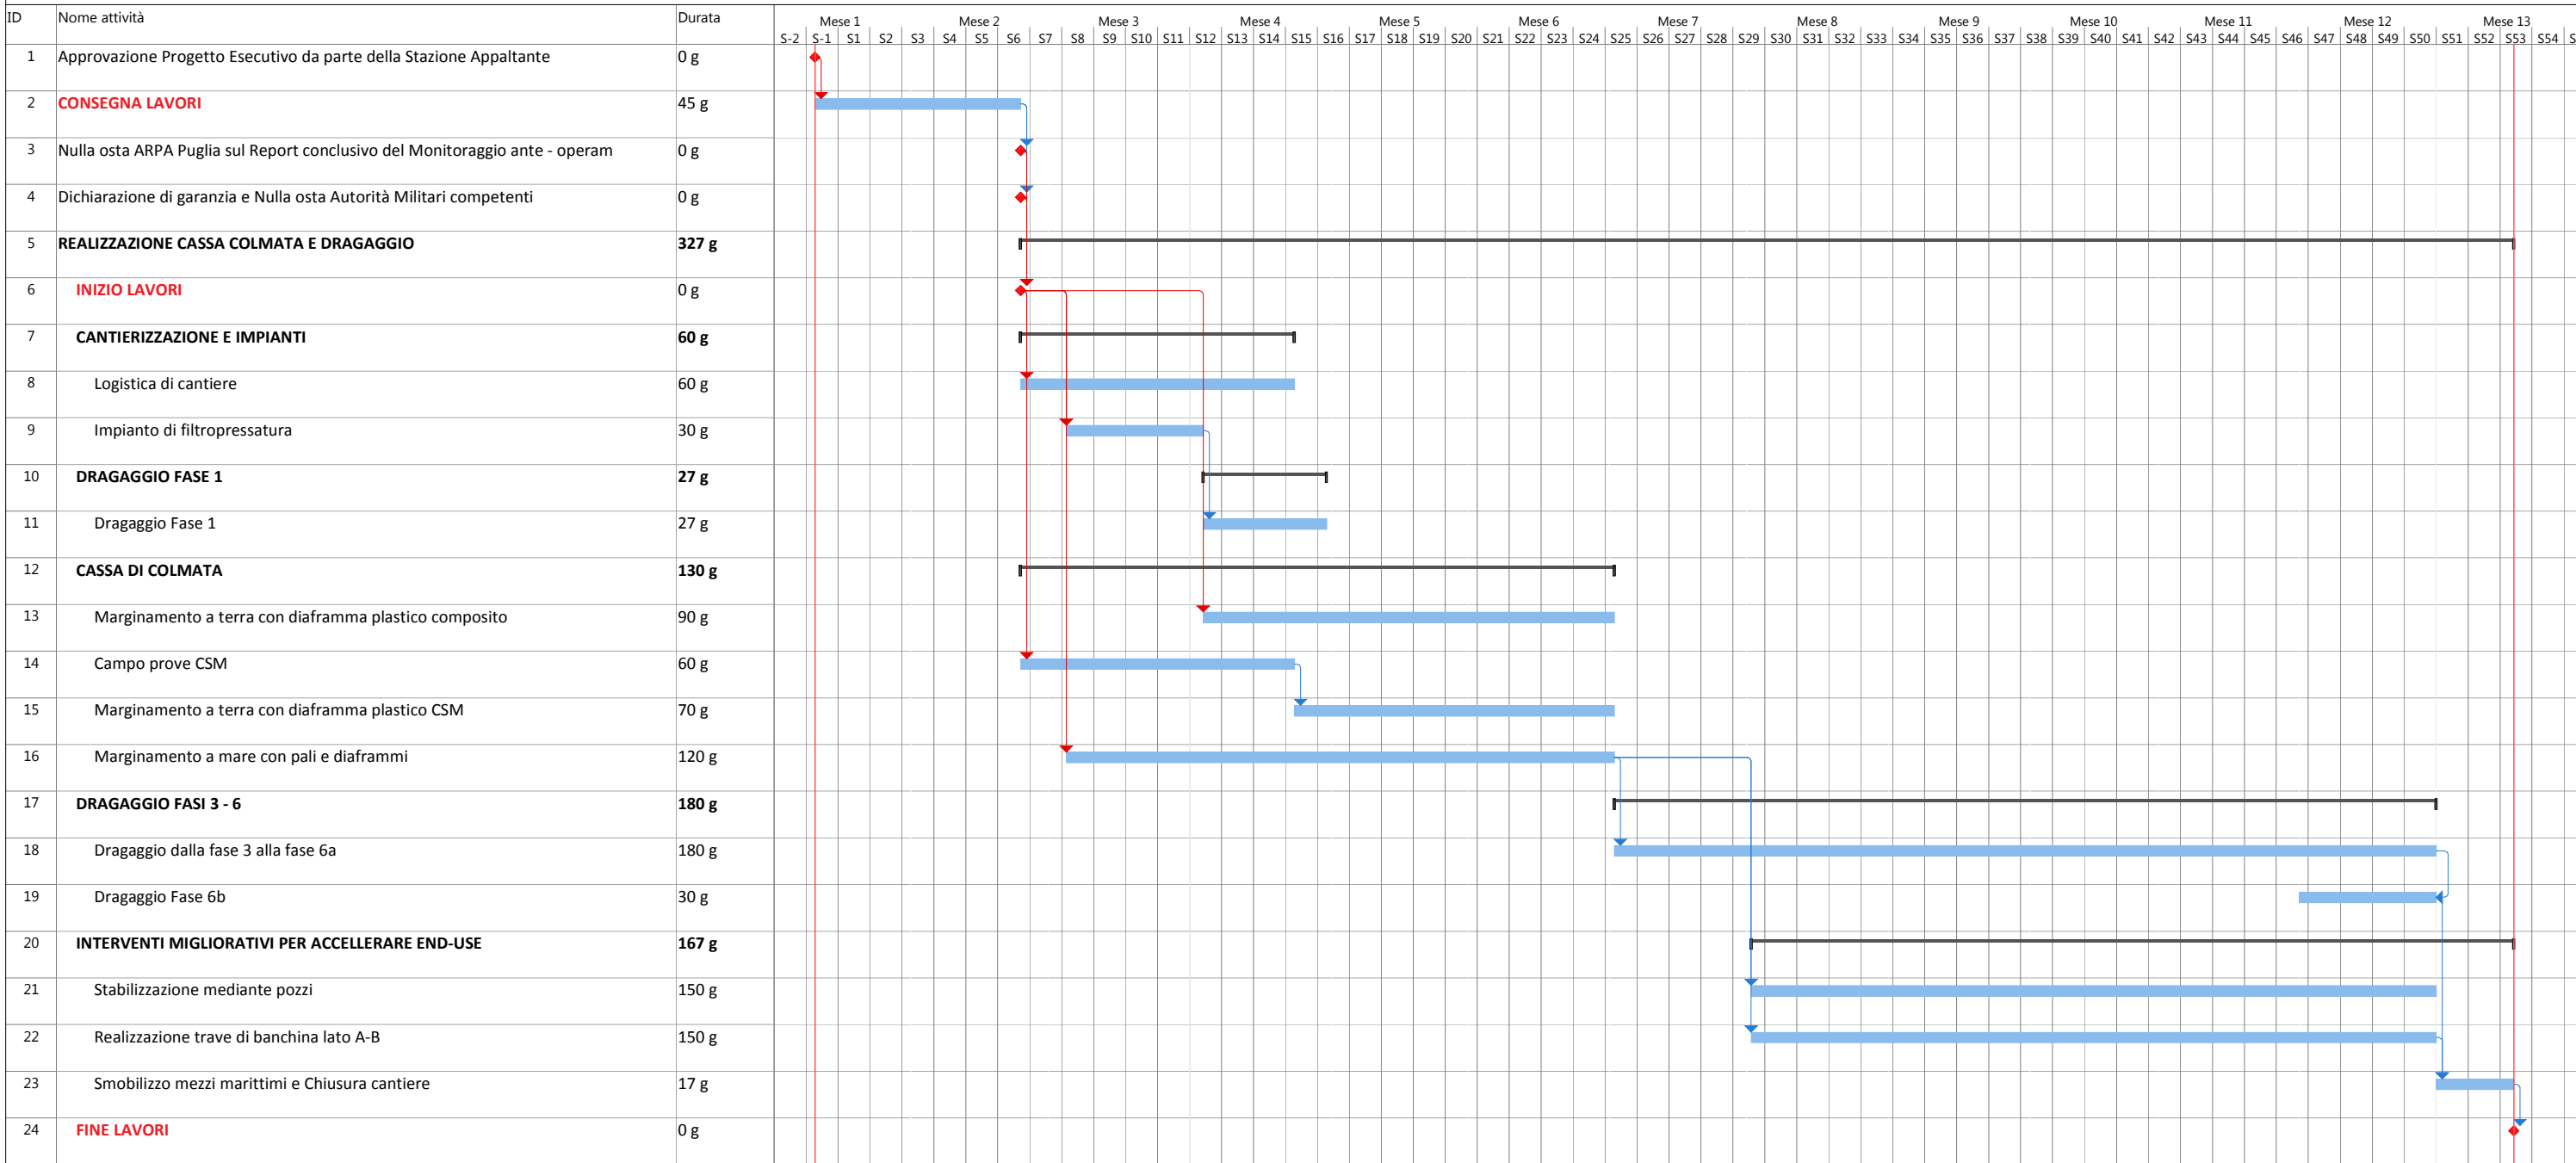 ID Nome attività Durata Mese 1 Mese 2 Mese 3 Mese 4 Mese 5 Mese 6 Mese 7 Mese 8 Mese 9 Mese 10 Mese 11 Mese 12 Mese 13
S-2 S-1 S1 S2 S3 S4 S5 S6 S7 S8 S9 S10 S11 S12 S13 S14 S15 S16 S17 S18 S19 S20 S21 S22 S23 S24 S25 S26 S27 S28 S29 S30 S31 S32 S33 S34 S35 S36 S37 S38 S39 S40 S41 S42 S43 S44 S45 S46 S47 S48 S49 S50 S51 S52 S53 S54 S
1 Approvazione Progetto Esecutivo da parte della Stazione Appaltante 0 g
2 CONSEGNA LAVORI 45 g
3 Nulla osta ARPA Puglia sul Report conclusivo del Monitoraggio ante - operam 0 g
4 Dichiarazione di garanzia e Nulla osta Autorità Militari competenti 0 g
5 REALIZZAZIONE CASSA COLMATA E DRAGAGGIO 327 g
6 INIZIO LAVORI 0 g
7 CANTIERIZZAZIONE E IMPIANTI 60 g
8 Logistica di cantiere 60 g
9 Impianto di filtropressatura 30 g
10 DRAGAGGIO FASE 1 27 g
11 Dragaggio Fase 1 27 g
12 CASSA DI COLMATA 130 g
13 Marginamento a terra con diaframma plastico composito 90 g
14 Campo prove CSM 60 g
15 Marginamento a terra con diaframma plastico CSM 70 g
16 Marginamento a mare con pali e diaframmi 120 g
17 DRAGAGGIO FASI 3 - 6 180 g
18 Dragaggio dalla fase 3 alla fase 6a 180 g
19 Dragaggio Fase 6b 30 g
20 INTERVENTI MIGLIORATIVI PER ACCELLERARE END-USE 167 g
21 Stabilizzazione mediante pozzi 150 g
22 Realizzazione trave di banchina lato A-B 150 g
23 Smobilizzo mezzi marittimi e Chiusura cantiere 17 g
24 FINE LAVORI 0 g